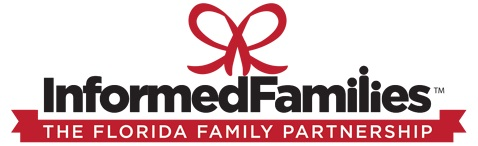 InformedFamilies™
THE FLORIDA FAMILY PARTNERSHIP